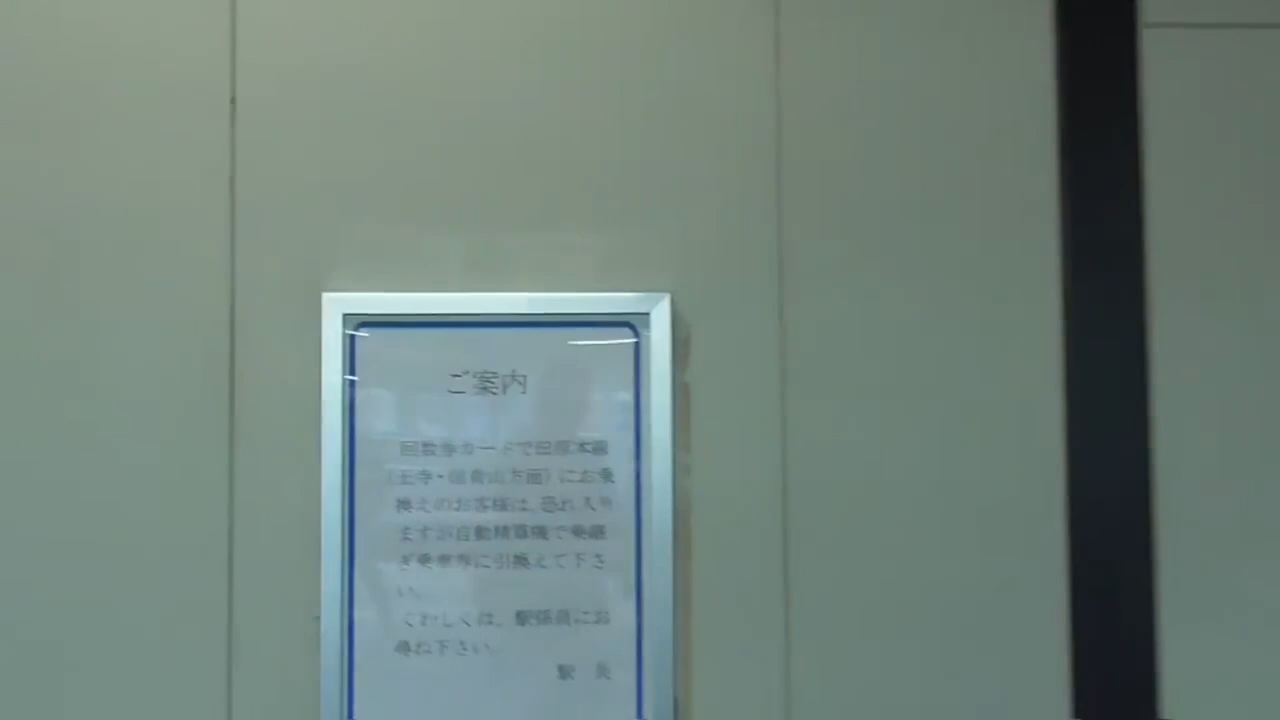 ご案内
回数券カードで田原本線
(王寺・信貴山方面)にお乗
換えのお客様は、恐れ入り
ますが自動精算機で乗継
ぎ乗車券に引換えて下さ
い。
くわしくは、駅係員にお
尋ね下さい。
駅 長